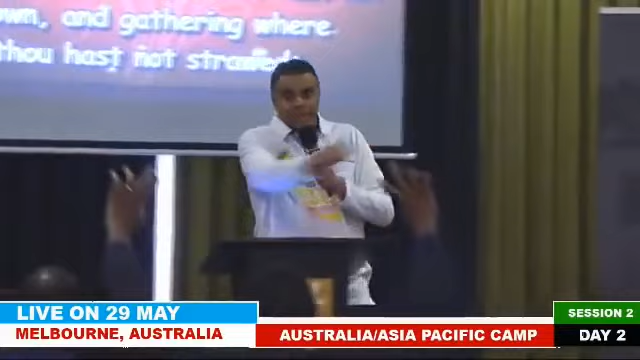 own, and gathering where
thou hast not strawed:
LIVE ON 29 MAY
MELBOURNE, AUSTRALIA
AUSTRALIA/ASIA PACIFIC CAMP
SESSION 2
DAY 2